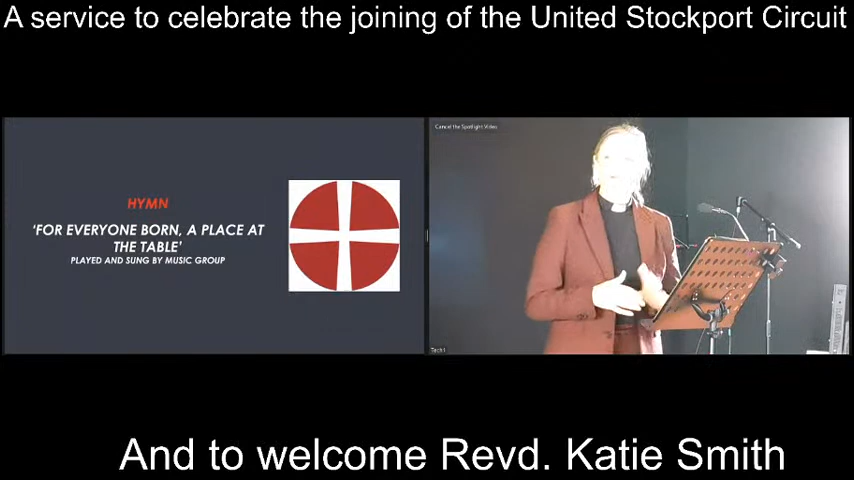 A service to celebrate the joining of the United Stockport Circuit
Cancel the Spotlight Video
HYMN
'FOR EVERYONE BORN, A PLACE AT
THE TABLE'
PLAYED AND SUNG BY MUSIC GROUP
Tech1
And to welcome Revd. Katie Smith